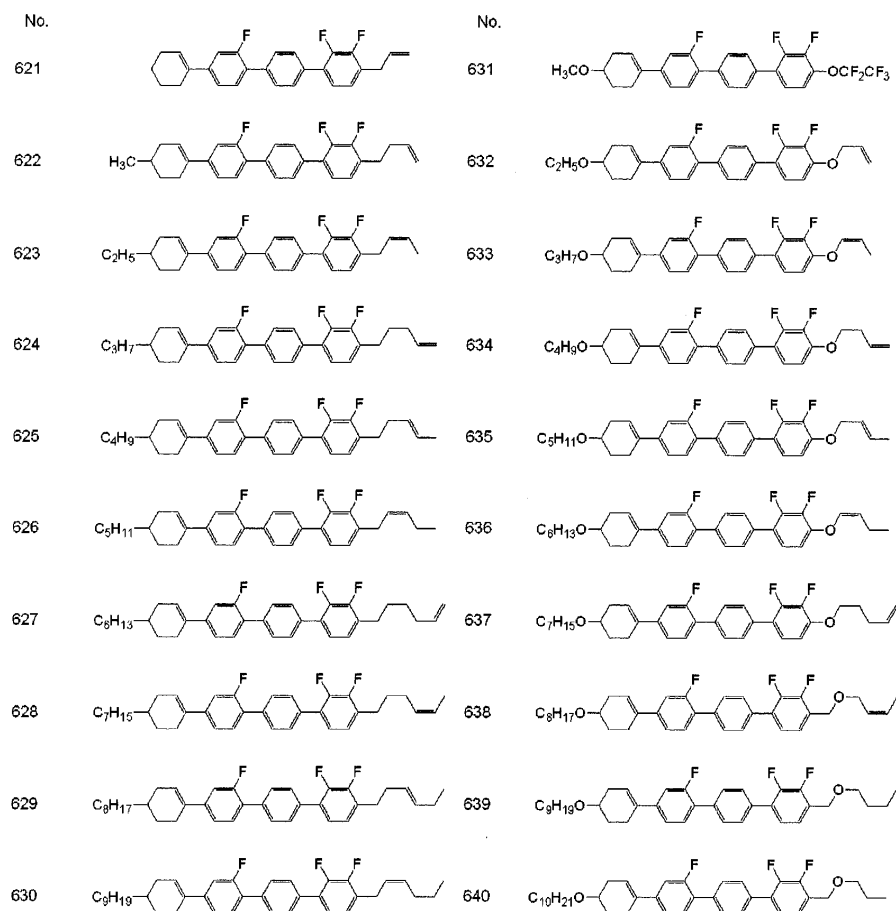 No.
No.
F F F
621
F F F
631 H3CO OCF2CF3
F F F
622 H3C
F F F
632 C2H5O O
F F F
623 C2H5
F F F
633 C3H7O O
F F F
624 C3H7
F F F
634 C4H9O O
F F F
625 C4H9
F F F
635 C5H11O O
F F F
626 C5H11
F F F
636 C6H13O O
F F F
627 C6H13
F F F
637 C7H15O O
F F F
628 C7H15
F F F
638 C8H17O O
F F F
629 C8H17
F F F
639 C9H19O O
F F F
630 C9H19
F F F
640 C10H21O O